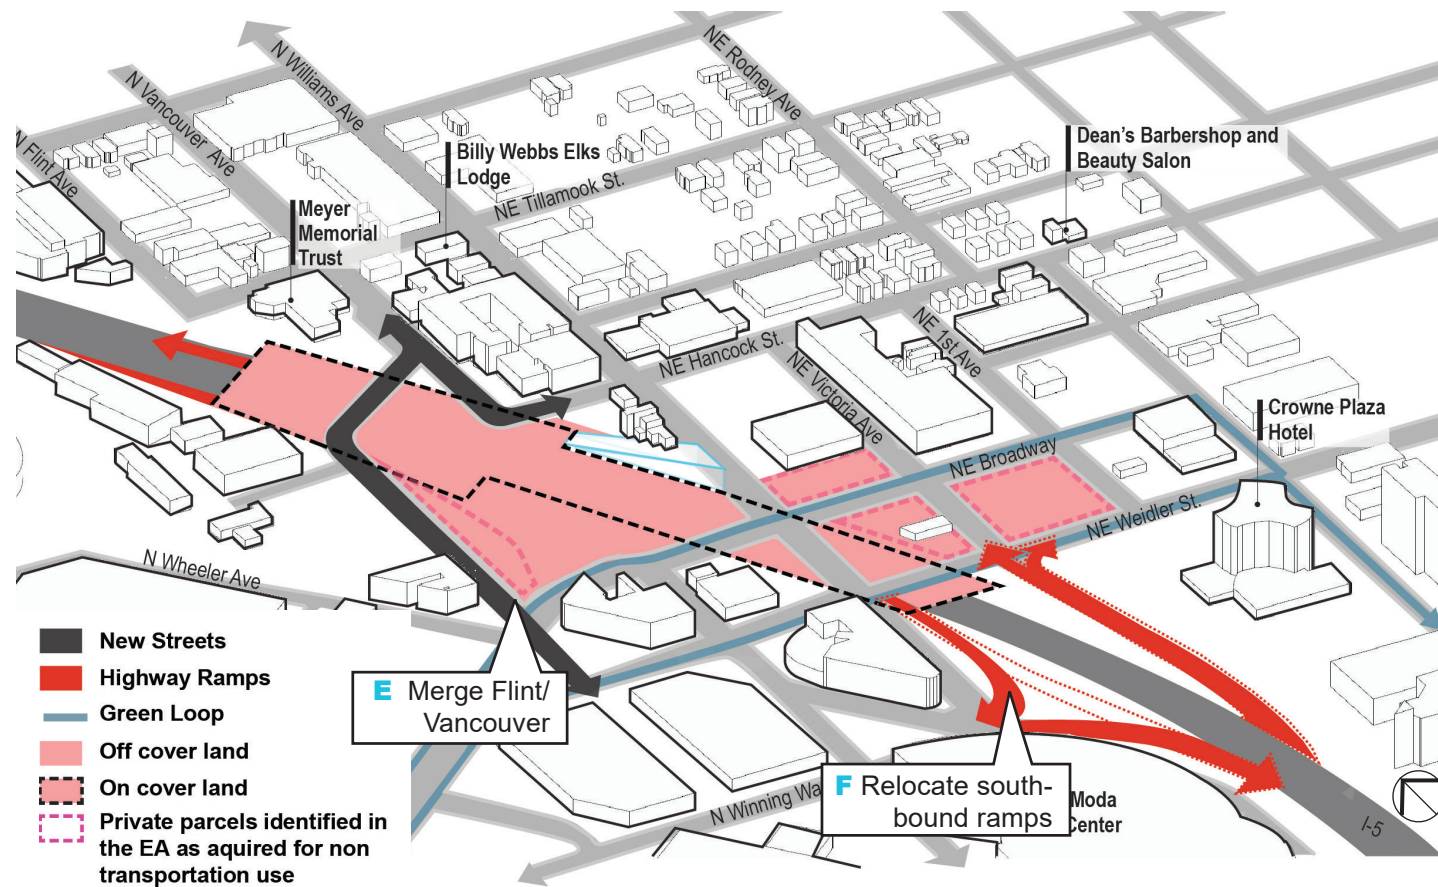 N Williams Ave
N Vancouver Ave
N Flint Ave
NE Rodney Ave
Dean's Barbershop and
Beauty Salon
Billy Webbs Elks
Lodge
NE Tillamook St.
Meyer
Memorial
Trust
NE Hancock St.
NE 1st Ave
NE Victoria Ave
Crowne Plaza
Hotel
NE Broadway
NE Weidler St.
N Wheeler Ave
New Streets
Highway Ramps
Green Loop
Off cover land
On cover land
Private parcels identified in
the EA as aquired for non
transportation use
E Merge Flint/
Vancouver
F Relocate south-
bound ramps
N Winning Wa
Moda
Center
I-5